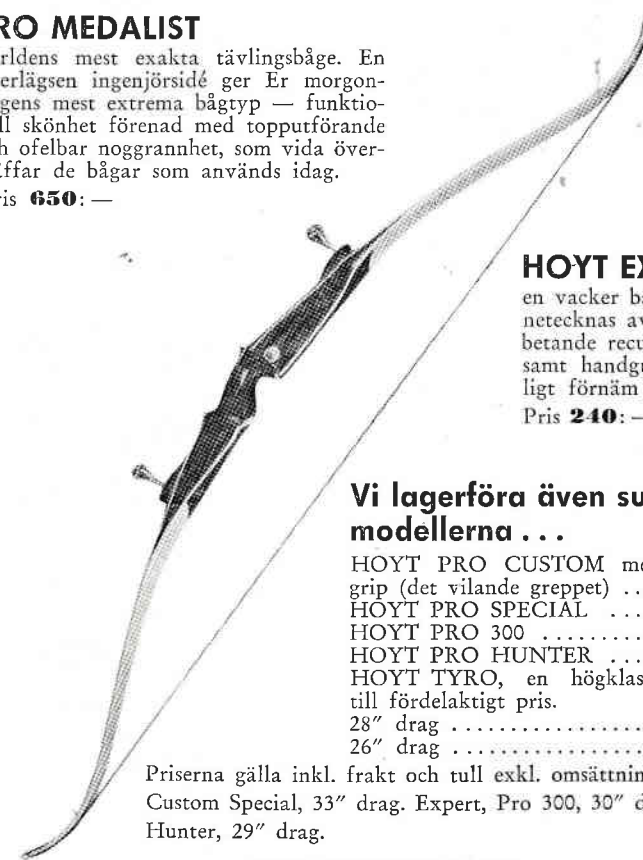 RO MEDALIST
rldens mest exakta tävlingsbåge. En
erlägsen ingenjörsidé ger Er morgon-
gens mest extrema bågtyp — funktio-
ll skönhet förenad med topputförande
h ofelbar noggrannhet, som vida över-
äffar de bågar som används idag.
is 650: —
HOYT EX
en vacker b
netecknas av
betande recu
samt handg
ligt förnäm
Pris 240: —
Vi lagerföra även su
modellerna . . .
HOYT PRO CUSTOM me
grip (det vilande greppet) . .
HOYT PRO SPECIAL . . .
HOYT PRO 300 . . . . . . . . .
HOYT PRO HUNTER . . .
HOYT TYRO, en högklas
till fördelaktigt pris.
28" drag . . . . . . . . . . . . . . . . .
26" drag . . . . . . . . . . . . . . . . .
Priserna gälla inkl. frakt och tull exkl. omsättnin
Custom Special, 33" drag. Expert, Pro 300, 30" d
Hunter, 29" drag.